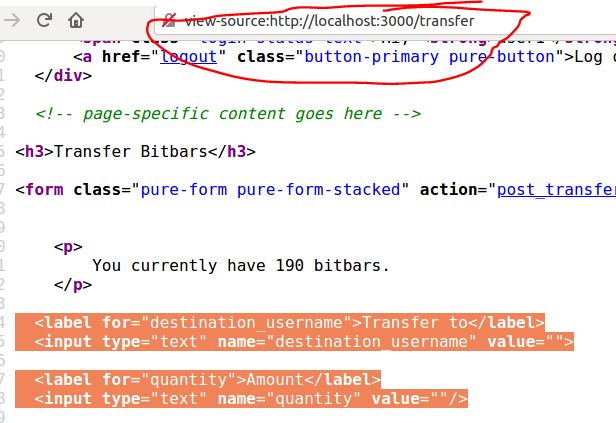 view-source:http://localhost:3000/transfer
<a href="logout" class="button-primary pure-button">Log
</div>
<!-- page-specific content goes here -->
<h3>Transfer Bitbars</h3>
<form class="pure-form pure-form-stacked" action="post_transfer
<p>
You currently have 190 bitbars.
</p>
<label for="destination_username">Transfer to</label>
<input type="text" name="destination_username" value="">
<label for="quantity">Amount</label>
<input type="text" name="quantity" value=""/>